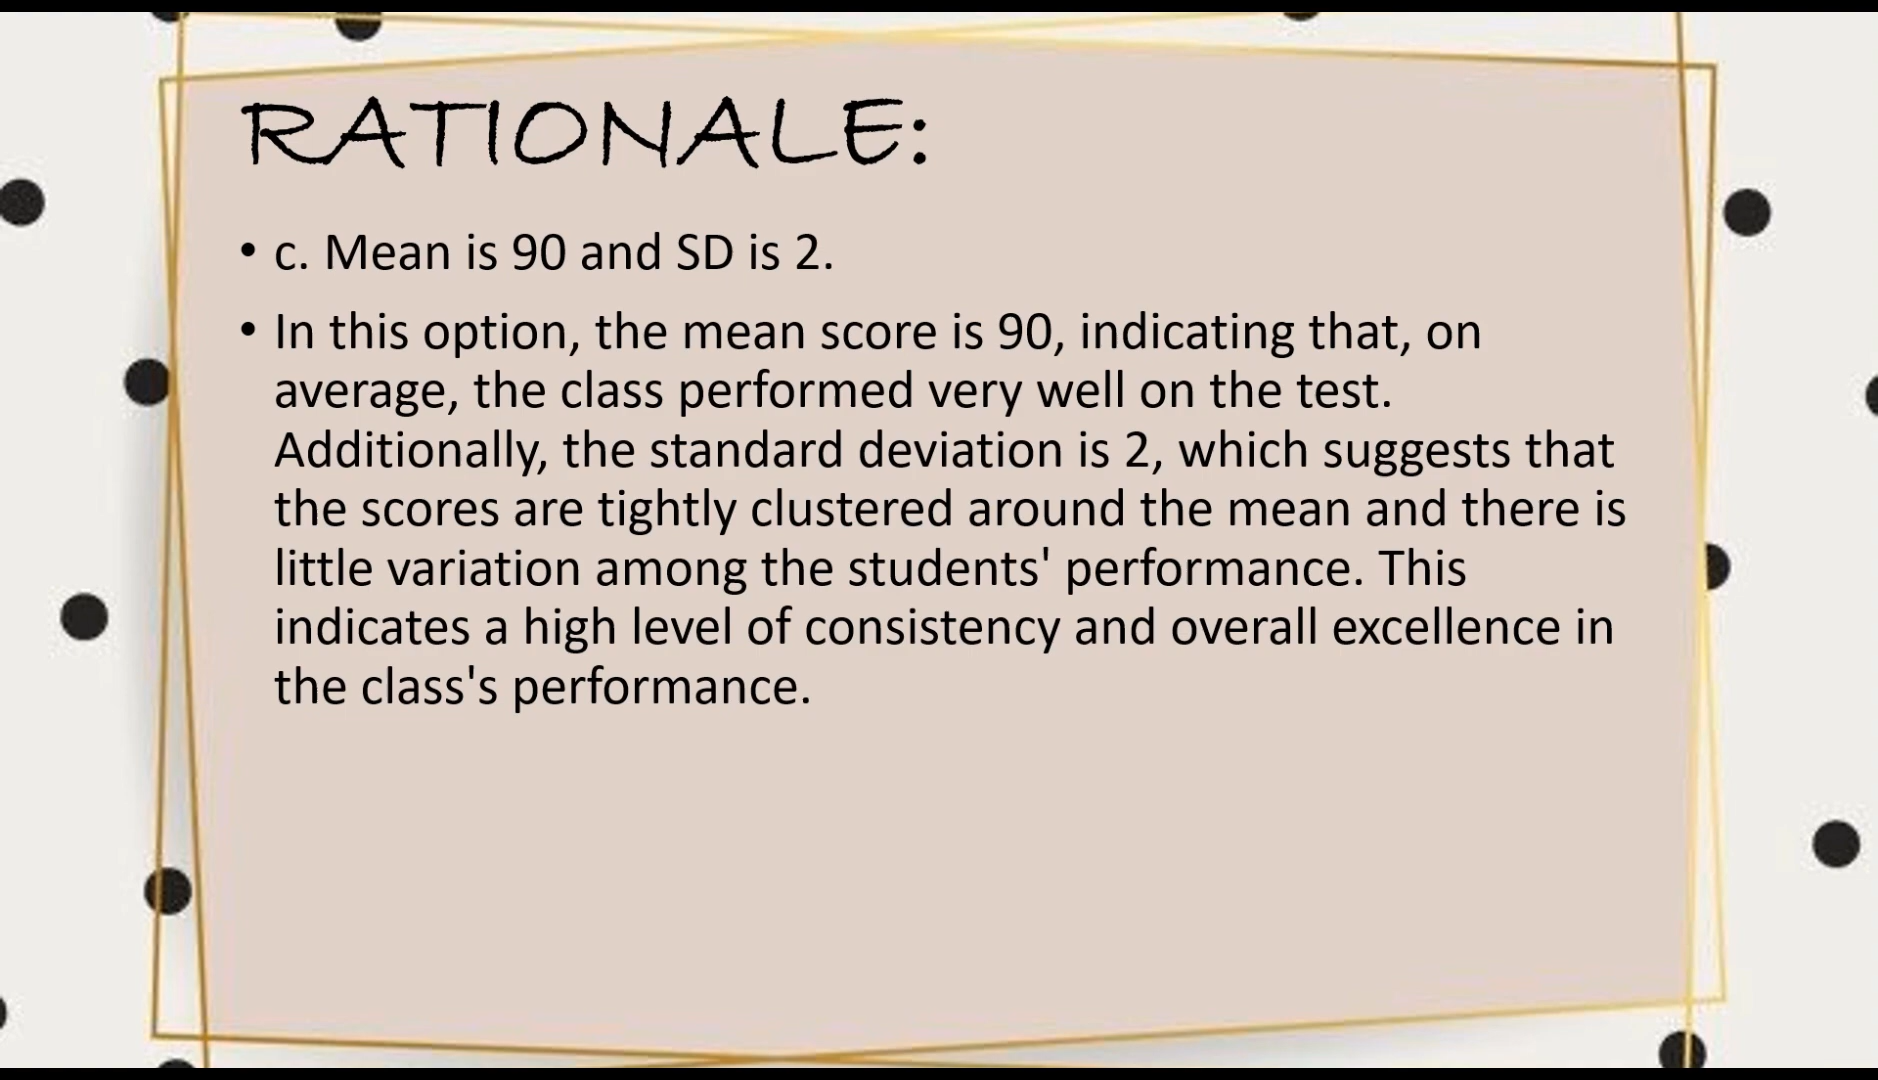 RATIONALE:
• c. Mean is 90 and SD is 2.
• In this option, the mean score is 90, indicating that, on
average, the class performed very well on the test.
Additionally, the standard deviation is 2, which suggests that
the scores are tightly clustered around the mean and there is
little variation among the students' performance. This
indicates a high level of consistency and overall excellence in
the class's performance.